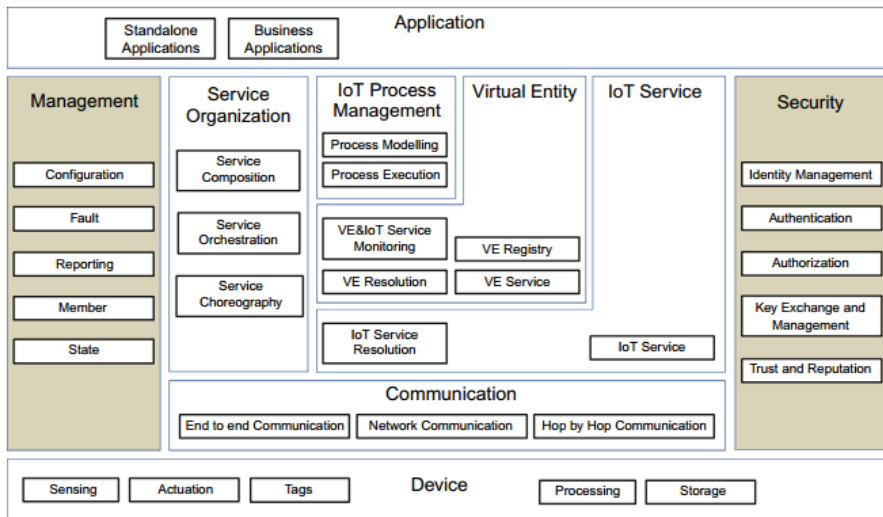 Application
Standalone
Applications
Business
Applications
Management
Configuration
Fault
Reporting
Member
State
Service
Organization
Service
Composition
Service
Orchestration
Service
Choreography
IoT Process
Management
Process Modelling
Process Execution
Virtual Entity
VE&IoT Service
Monitoring
VE Registry
VE Resolution
VE Service
IoT Service
IoT Service
Resolution
IoT Service
Security
Identity Management
Authentication
Authorization
Key Exchange and
Management
Trust and Reputation
Communication
End to end Communication
Network Communication
Hop by Hop Communication
Device
Sensing
Actuation
Tags
Processing
Storage